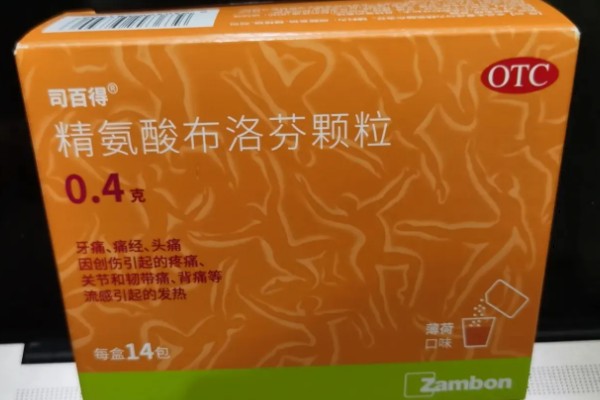 OTC
司百得®
精氨酸布洛芬颗粒
0.4克
牙痛、痛经、头痛
因创伤引起的疼痛、
关节和韧带痛、背痛等
流感引起的发热
薄荷
口味
每盒14包
Zambon